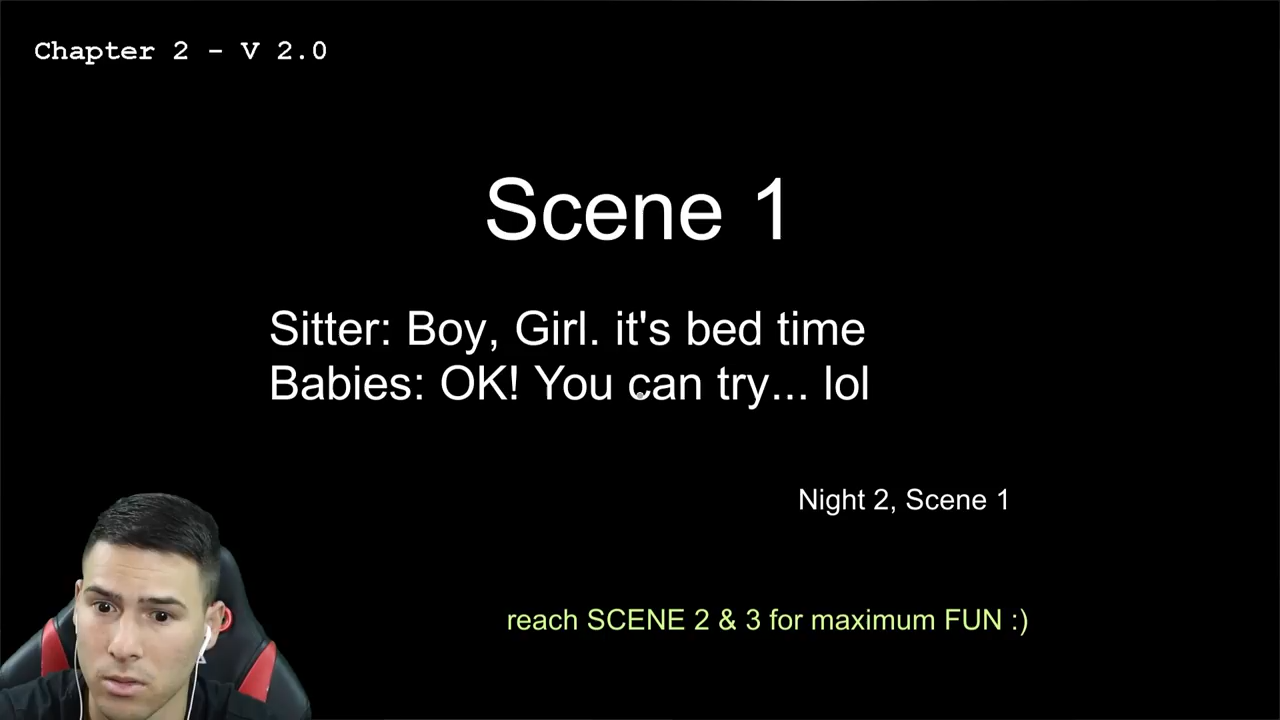 Chapter 2 - V 2.0
Scene 1
Sitter: Boy, Girl. it's bed time
Babies: OK! You can try... lol
Night 2, Scene 1
reach SCENE 2 & 3 for maximum FUN :)